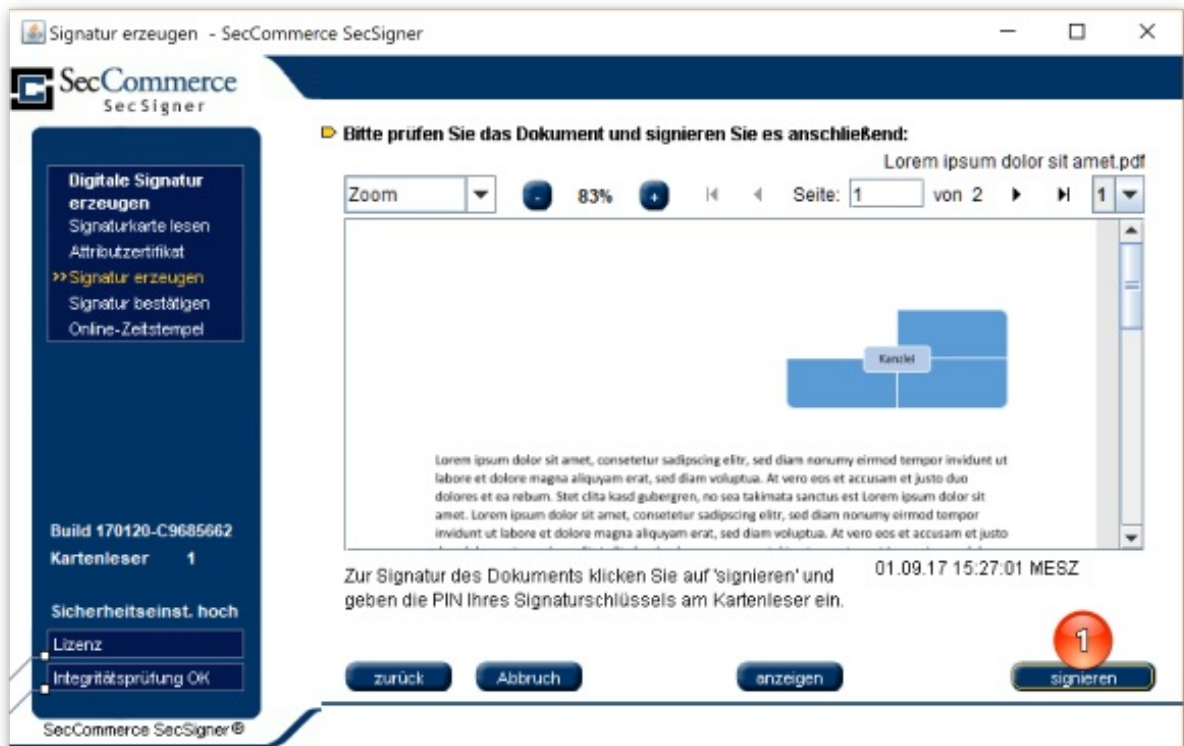 Signatur erzeugen - SecCommerce SecSigner
SecCommerce
SecSigner
Digitale Signatur
erzeugen
Signaturkarte lesen
Attributzertifikat
>> Signatur erzeugen
Signatur bestätigen
Online-Zeitstempel
Build 170120-C9685662
Kartenleser 1
Sicherheitseinst. hoch
Lizenz
Integritätsprüfung OK
SecCommerce SecSigner®
Bitte prüfen Sie das Dokument und signieren Sie es anschließend:
Lorem ipsum dolor sit amet.pdf
Zoom - 83% + Seite: 1 von 2 1
Kanzlei
Lorem ipsum dolor sit amet, consetetur sadipscing elitr, sed diam nonumy eirmod tempor invidunt ut
labore et dolore magna aliquyam erat, sed diam voluptua. At vero eos et accusam et justo duo
dolores et ea rebum. Stet clita kasd gubergren, no sea takimata sanctus est Lorem ipsum dolor sit
amet. Lorem ipsum dolor sit amet, consetetur sadipscing elitr, sed diam nonumy eirmod tempor
invidunt ut labore et dolore magna aliquyam erat, sed diam voluptua. At vero eos et accusam et justo
Zur Signatur des Dokuments klicken Sie auf 'signieren' und
geben die PIN Ihres Signaturschlüssels am Kartenleser ein.
01.09.17 15:27:01 MESZ
1
zurück Abbruch anzeigen signieren